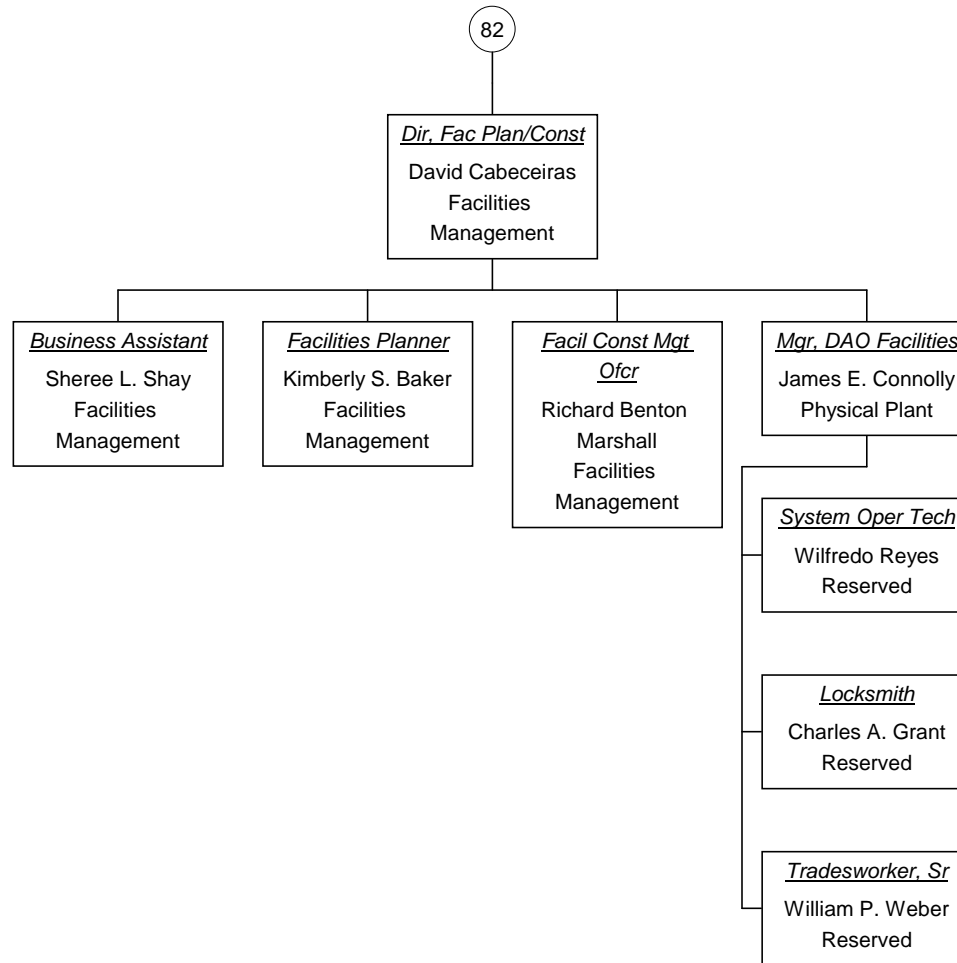 82
Dir, Fac Plan/Const
David Cabeceiras
Facilities
Management
Business Assistant
Sheree L. Shay
Facilities
Management
Facilities Planner
Kimberly S. Baker
Facilities
Management
Facil Const Mgt
Ofcr
Richard Benton
Marshall
Facilities
Management
Mgr, DAO Facilities
James E. Connolly
Physical Plant
System Oper Tech
Wilfredo Reyes
Reserved
Locksmith
Charles A. Grant
Reserved
Tradesworker, Sr
William P. Weber
Reserved